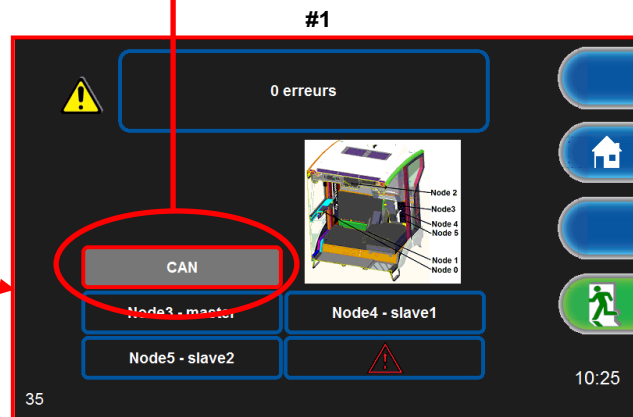 #1
0 erreurs
Node 2
Node3
Node 4
Node 5
Node 1
Node 0
CAN
Node3 - master
Node4 - slave1
Node5 - slave2
10:25
35